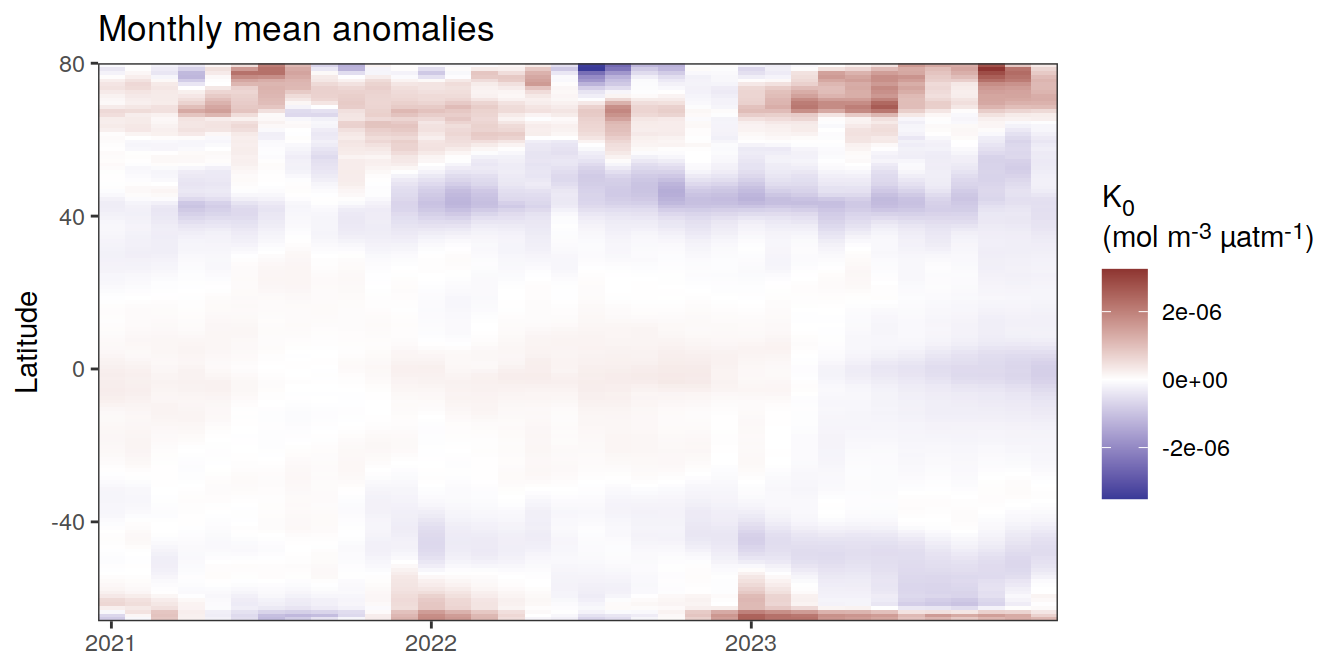 Monthly mean anomalies
80
40
0
-40
Latitude
2021
2022
2023
K₀
(mol m⁻³ µatm⁻¹)
2e-06
0e+00
-2e-06